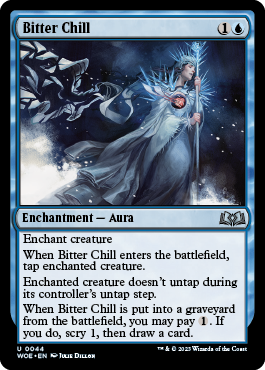 Bitter Chill 1
Enchantment — Aura
Enchant creature
When Bitter Chill enters the battlefield,
tap enchanted creature.
Enchanted creature doesn't untap during
its controller's untap step.
When Bitter Chill is put into a graveyard
from the battlefield, you may pay 1. If
you do, scry 1, then draw a card.
U 0044
WOE • EN Julie Dillon ™ & © 2023 Wizards of the Coast